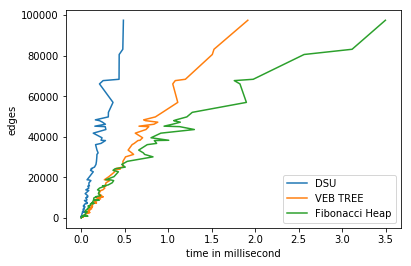 100000
80000
60000
40000
20000
0
edges
0.0 0.5 1.0 1.5 2.0 2.5 3.0 3.5
time in millisecond
DSU
VEB TREE
Fibonacci Heap